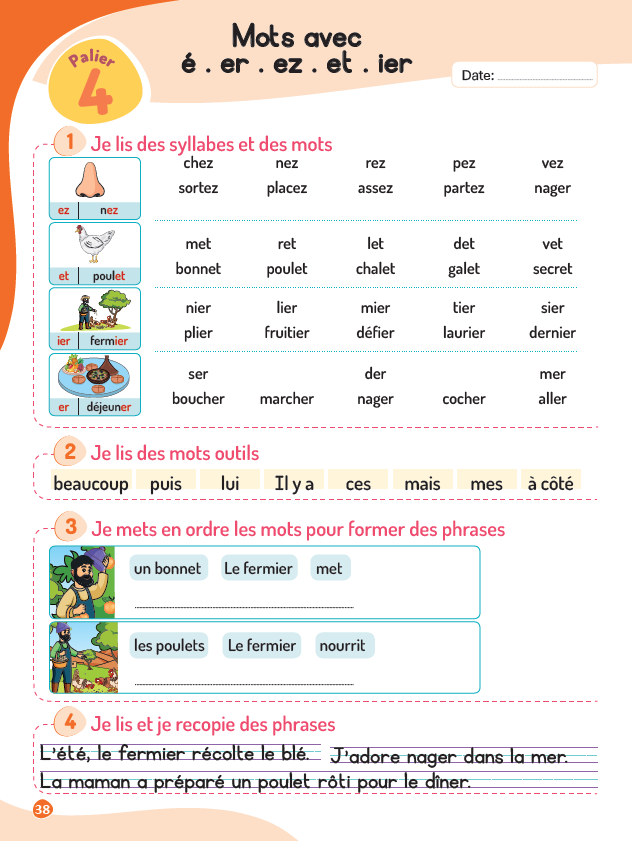 Mots avec
é . er . ez . et . ier
Palier
4
Date:
1 Je lis des syllabes et des mots
chez nez rez pez vez
sortez placez assez partez nager
ez nez
met ret let det vet
bonnet poulet chalet galet secret
et poulet
nier lier mier tier sier
plier fruitier défier laurier dernier
ier fermier
ser der mer
boucher marcher nager cocher aller
er déjeuner
2 Je lis des mots outils
beaucoup puis lui Il y a ces mais mes à côté
3 Je mets en ordre les mots pour former des phrases
un bonnet Le fermier met
les poulets Le fermier nourrit
4 Je lis et je recopie des phrases
L'été, le fermier récolte le blé. J'adore nager dans la mer.
La maman a préparé un poulet rôti pour le dîner.
38